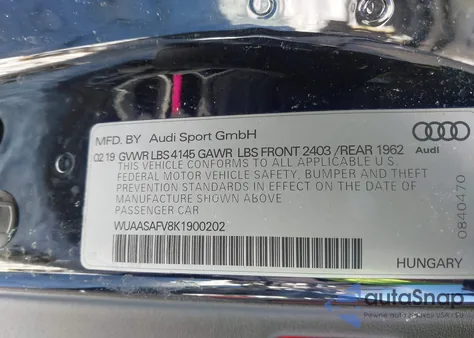 MFD. BY Audi Sport GmbH
02 19 GVWR LBS 4145 GAWR LBS FRONT 2403 /REAR 1962
THIS VEHICLE CONFORMS TO ALL APPLICABLE U.S.
FEDERAL MOTOR VEHICLE SAFETY, BUMPER AND THEFT
PREVENTION STANDARDS IN EFFECT ON THE DATE OF
MANUFACTURE SHOWN ABOVE
PASSENGER CAR
WUAASAFV8K1900202
HUNGARY
Audi
0840470
autoSnap